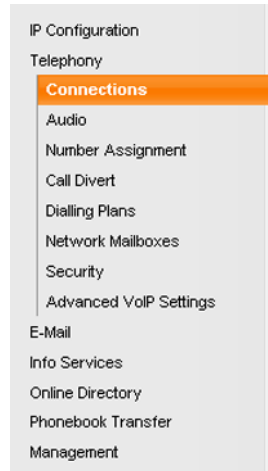 IP Configuration
Telephony
Connections
Audio
Number Assignment
Call Divert
Dialling Plans
Network Mailboxes
Security
Advanced VoIP Settings
E-Mail
Info Services
Online Directory
Phonebook Transfer
Management